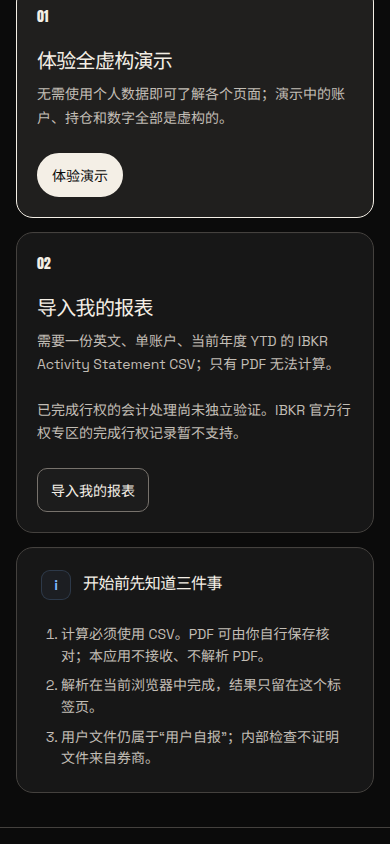 01
体验全虚构演示
无需使用个人数据即可了解各个页面；演示中的账
户、持仓和数字全部是虚构的。
体验演示
02
导入我的报表
需要一份英文、单账户、当前年度 YTD 的 IBKR
Activity Statement CSV；只有 PDF 无法计算。
已完成行权的会计处理尚未独立验证。IBKR 官方行
权专区的完成行权记录暂不支持。
导入我的报表
i
开始前先知道三件事
1. 计算必须使用 CSV。PDF 可由你自行保存核
对；本应用不接收、不解析 PDF。
2. 解析在当前浏览器中完成，结果只留在这个标
签页。
3. 用户文件仍属于“用户自报”；内部检查不证明
文件来自券商。